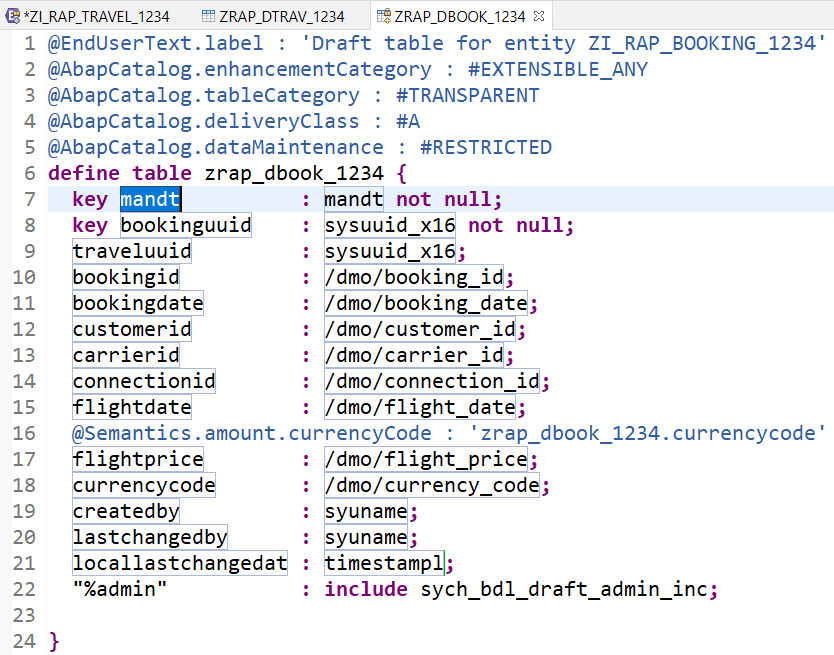 *ZI_RAP_TRAVEL_1234 ZRAP_DTRAV_1234 ZRAP_DBOOK_1234
1 @EndUserText.label : 'Draft table for entity ZI_RAP_BOOKING_1234'
2 @AbapCatalog.enhancementCategory : #EXTENSIBLE_ANY
3 @AbapCatalog.tableCategory : #TRANSPARENT
4 @AbapCatalog.deliveryClass : #A
5 @AbapCatalog.dataMaintenance : #RESTRICTED
6 define table zrap_dbook_1234 {
7 key mandt : mandt not null;
8 key bookinguuid : sysuuid_x16 not null;
9 traveluuid : sysuuid_x16;
10 bookingid : /dmo/booking_id;
11 bookingdate : /dmo/booking_date;
12 customerid : /dmo/customer_id;
13 carrierid : /dmo/carrier_id;
14 connectionid : /dmo/connection_id;
15 flightdate : /dmo/flight_date;
16 @Semantics.amount.currencyCode : 'zrap_dbook_1234.currencycode'
17 flightprice : /dmo/flight_price;
18 currencycode : /dmo/currency_code;
19 createdby : syuname;
20 lastchangedby : syuname;
21 locallastchangedat : timestampl;
22 "%admin" : include sych_bdl_draft_admin_inc;
23
24 }